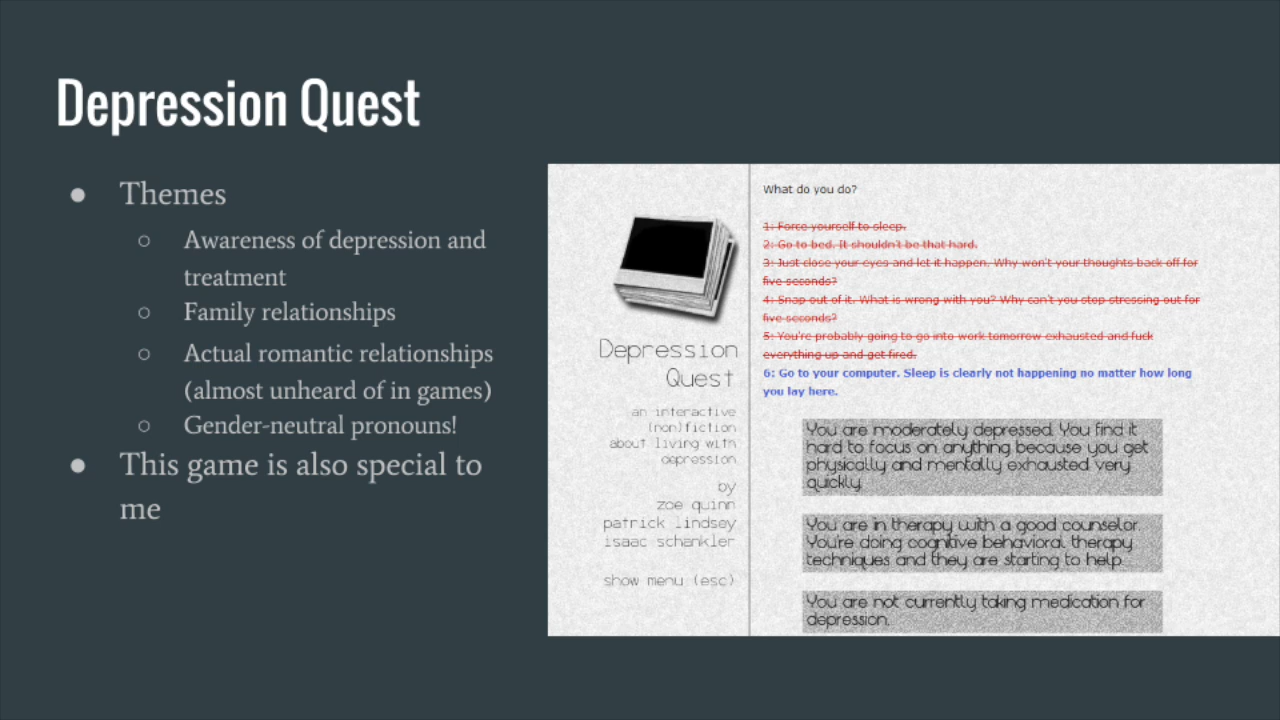 Depression Quest
● Themes
○ Awareness of depression and
treatment
○ Family relationships
○ Actual romantic relationships
(almost unheard of in games)
○ Gender-neutral pronouns!
● This game is also special to
me
Depression
Quest
an interactive
(non)fiction
about living with
depression
by
zoe quinn
patrick lindsey
isaac schankler
show menu (esc)
What do you do?
1: Force yourself to sleep.
2: Go to bed. It shouldn't be that hard.
3: Just close your eyes and let it happen. Why won't your thoughts back off for
five seconds?
4: Snap out of it. What is wrong with you? Why can't you stop stressing out for
five seconds?
5: You're probably going to go into work tomorrow exhausted and fuck
everything up and get fired.
6: Go to your computer. Sleep is clearly not happening no matter how long
you lay here.
You are moderately depressed. You find it
hard to focus on anything because you get
physically and mentally exhausted very
quickly.
You are in therapy with a good counselor.
You're doing cognitive behavioral therapy
techniques and they are starting to help.
You are not currently taking medication for
depression.